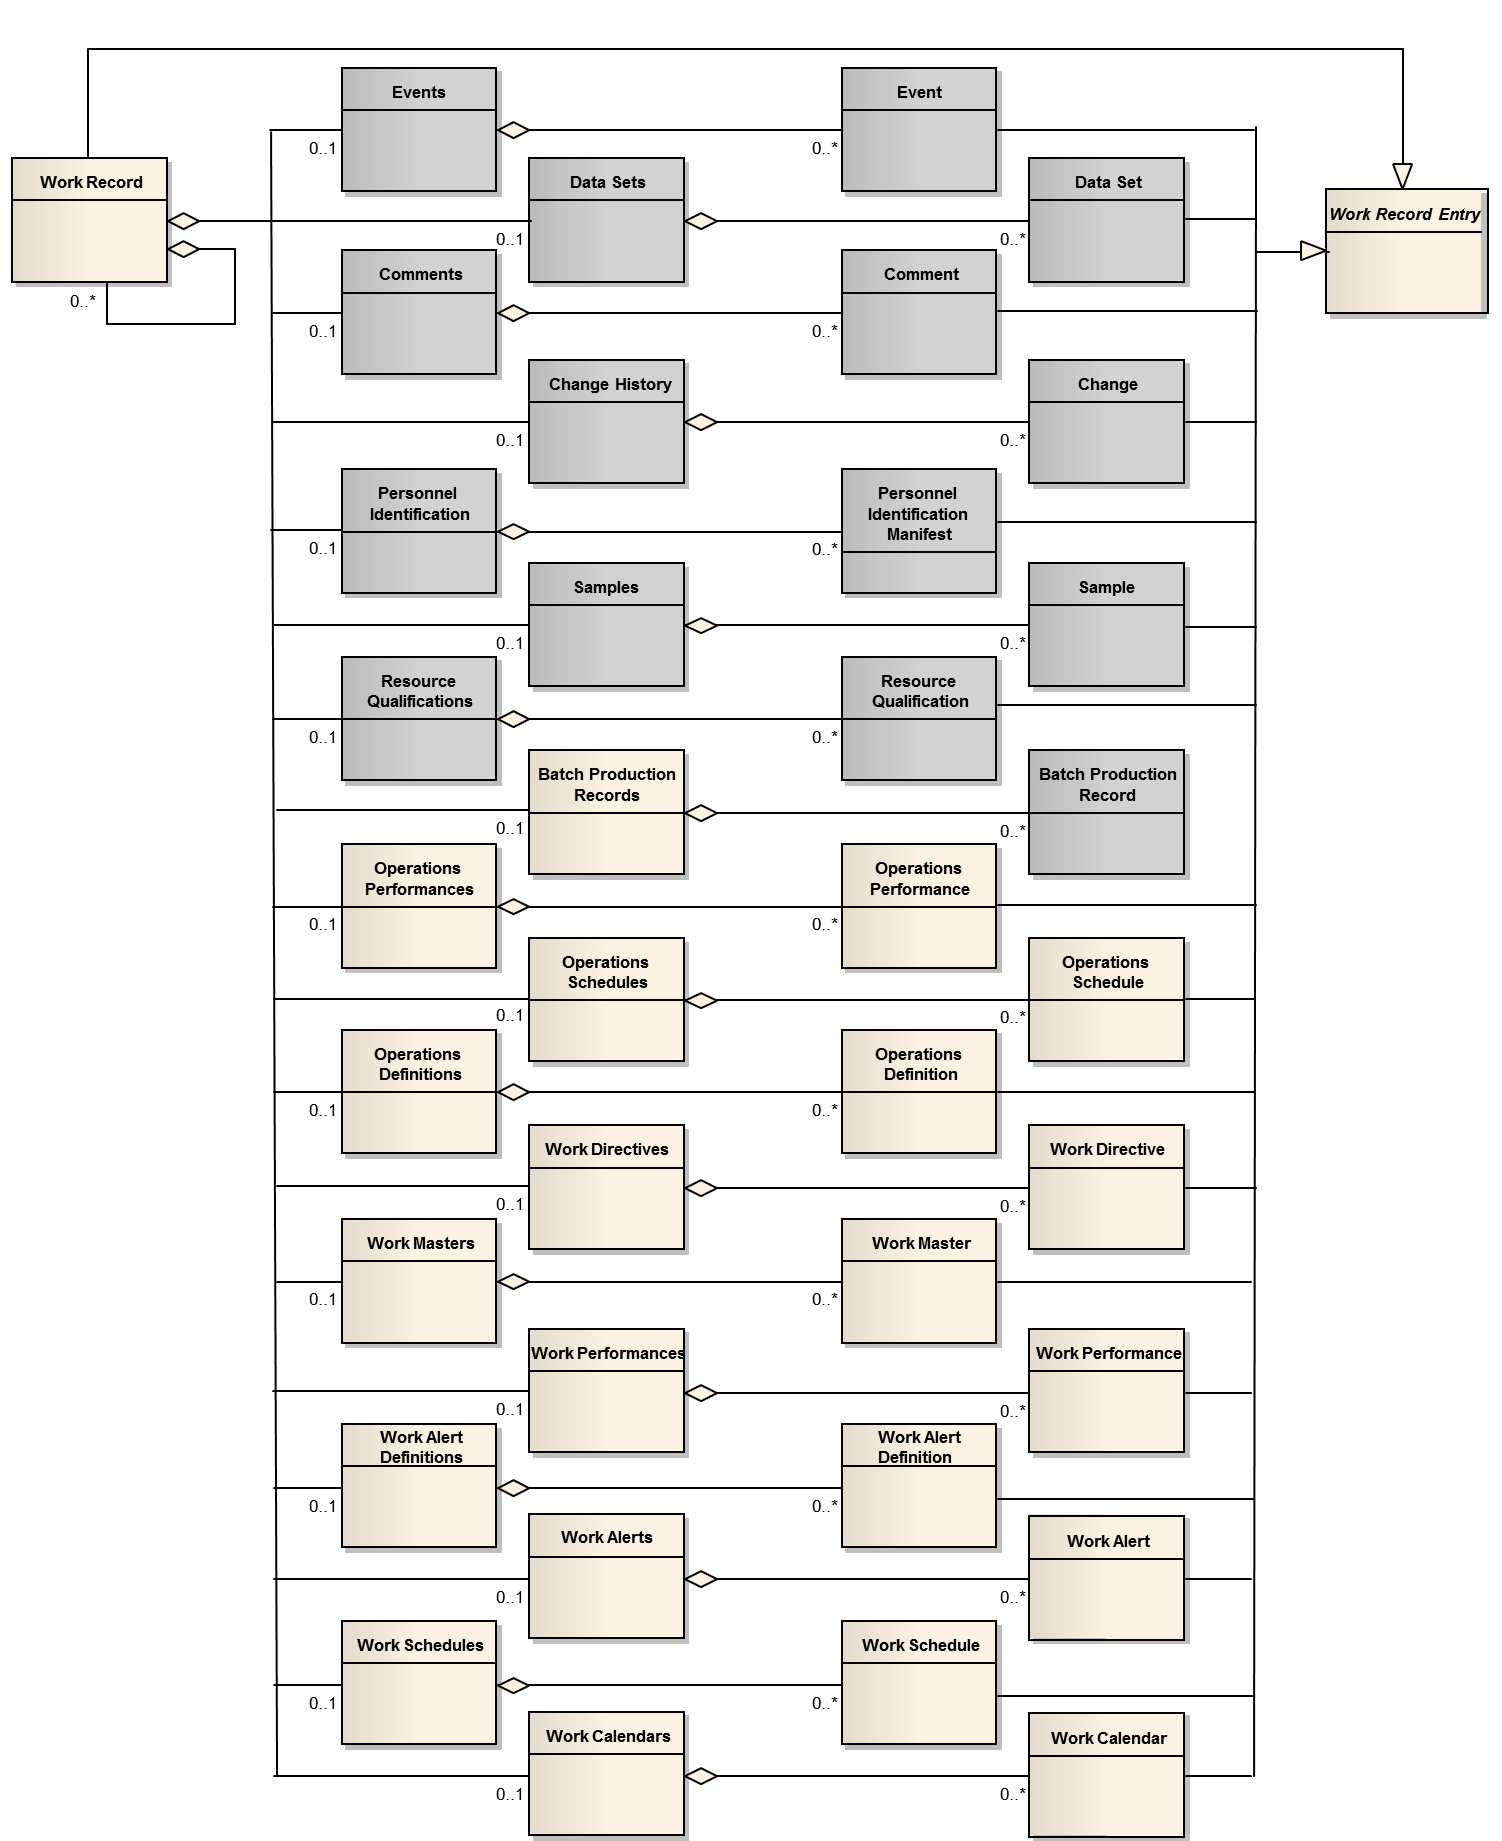 Events
Event
0..1
0..*
Work Record
Data Sets
Data Set
Work Record Entry
0..1
0..*
Comments
Comment
0..*
0..1
0..*
Change History
Change
0..1
0..*
Personnel
Identification
Personnel
Identification
Manifest
0..1
0..*
Samples
Sample
0..1
0..*
Resource
Qualifications
Resource
Qualification
0..1
0..*
Batch Production
Records
Batch Production
Record
0..1
0..*
Operations
Performances
Operations
Performance
0..1
0..*
Operations
Schedules
Operations
Schedule
0..1
0..*
Operations
Definitions
Operations
Definition
0..1
0..*
Work Directives
Work Directive
0..1
0..*
Work Masters
Work Master
0..1
0..*
Work Performances
Work Performance
0..1
0..*
Work Alert
Definitions
Work Alert
Definition
0..1
0..*
Work Alerts
Work Alert
0..1
0..*
Work Schedules
Work Schedule
0..1
0..*
Work Calendars
Work Calendar
0..1
0..*